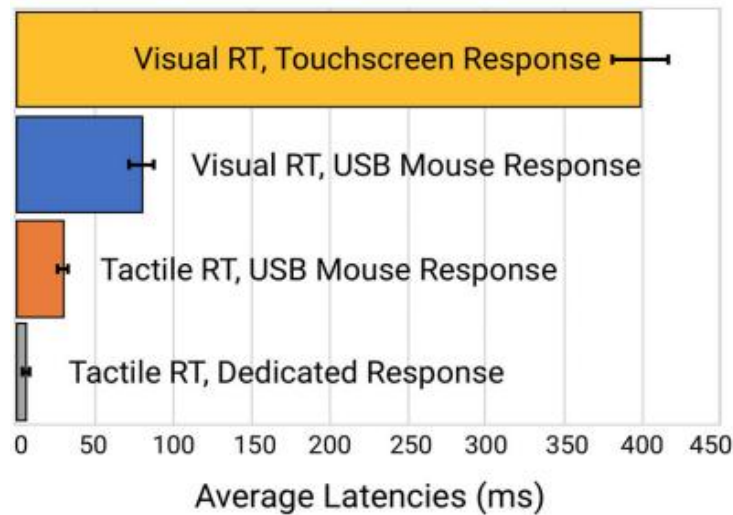 Visual RT, Touchscreen Response
Visual RT, USB Mouse Response
Tactile RT, USB Mouse Response
Tactile RT, Dedicated Response
0 50 100 150 200 250 300 350 400 450
Average Latencies (ms)